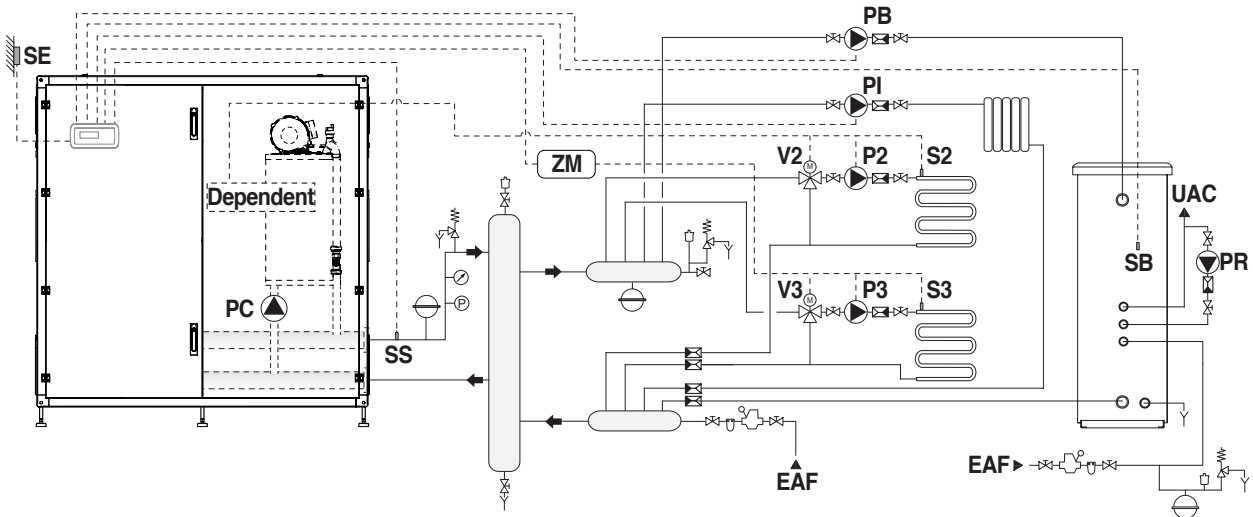 PB
SE
PI
V2
P2
S2
ZM
M
Dependent
UAC
SB
PR
PC
V3
P3
S3
M
P
SS
EAF
EAF